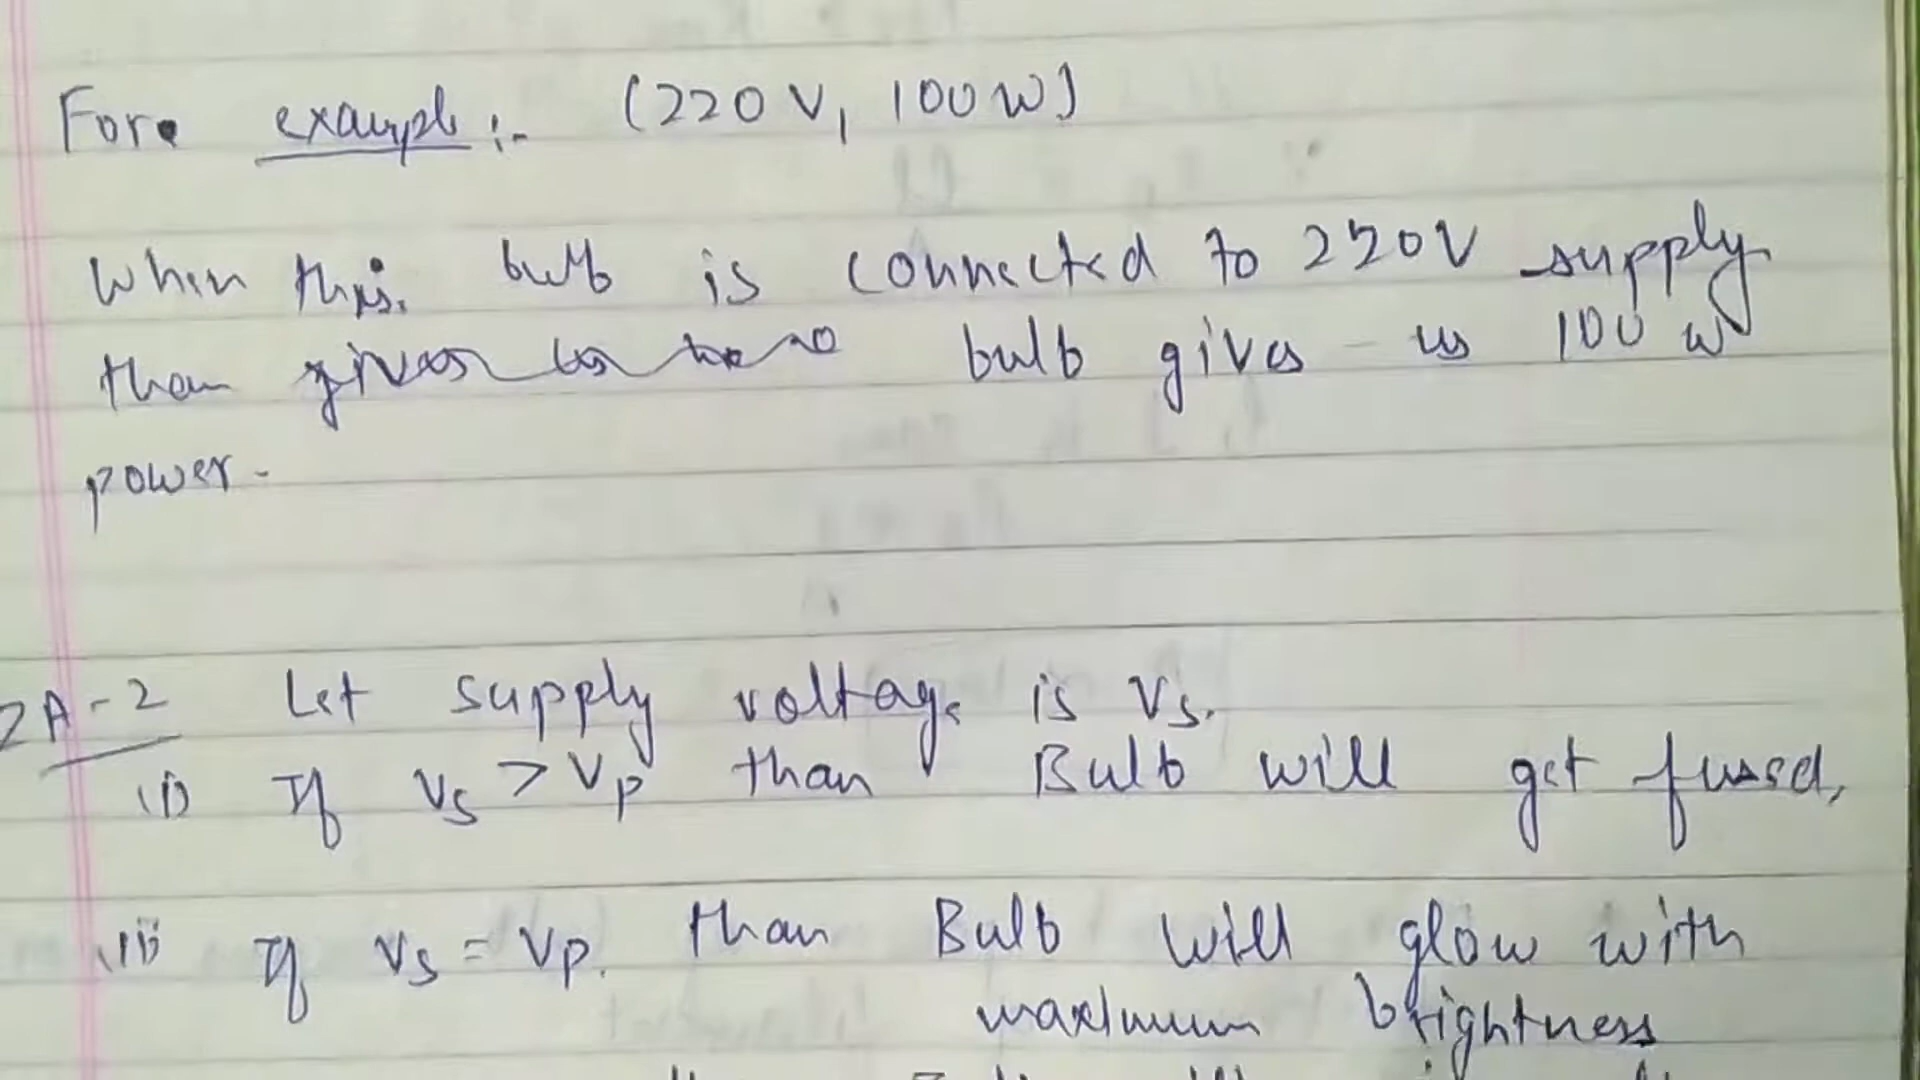 For example :- (220 V, 100 W)
When this bulb is connected to 220V supply
than bulb gives us 100 W
power.
2A-2 Let supply voltage is Vs.
(i) If Vs > Vp than Bulb will get fused,
(ii) If Vs = Vp. than Bulb will glow with
maximum brightness